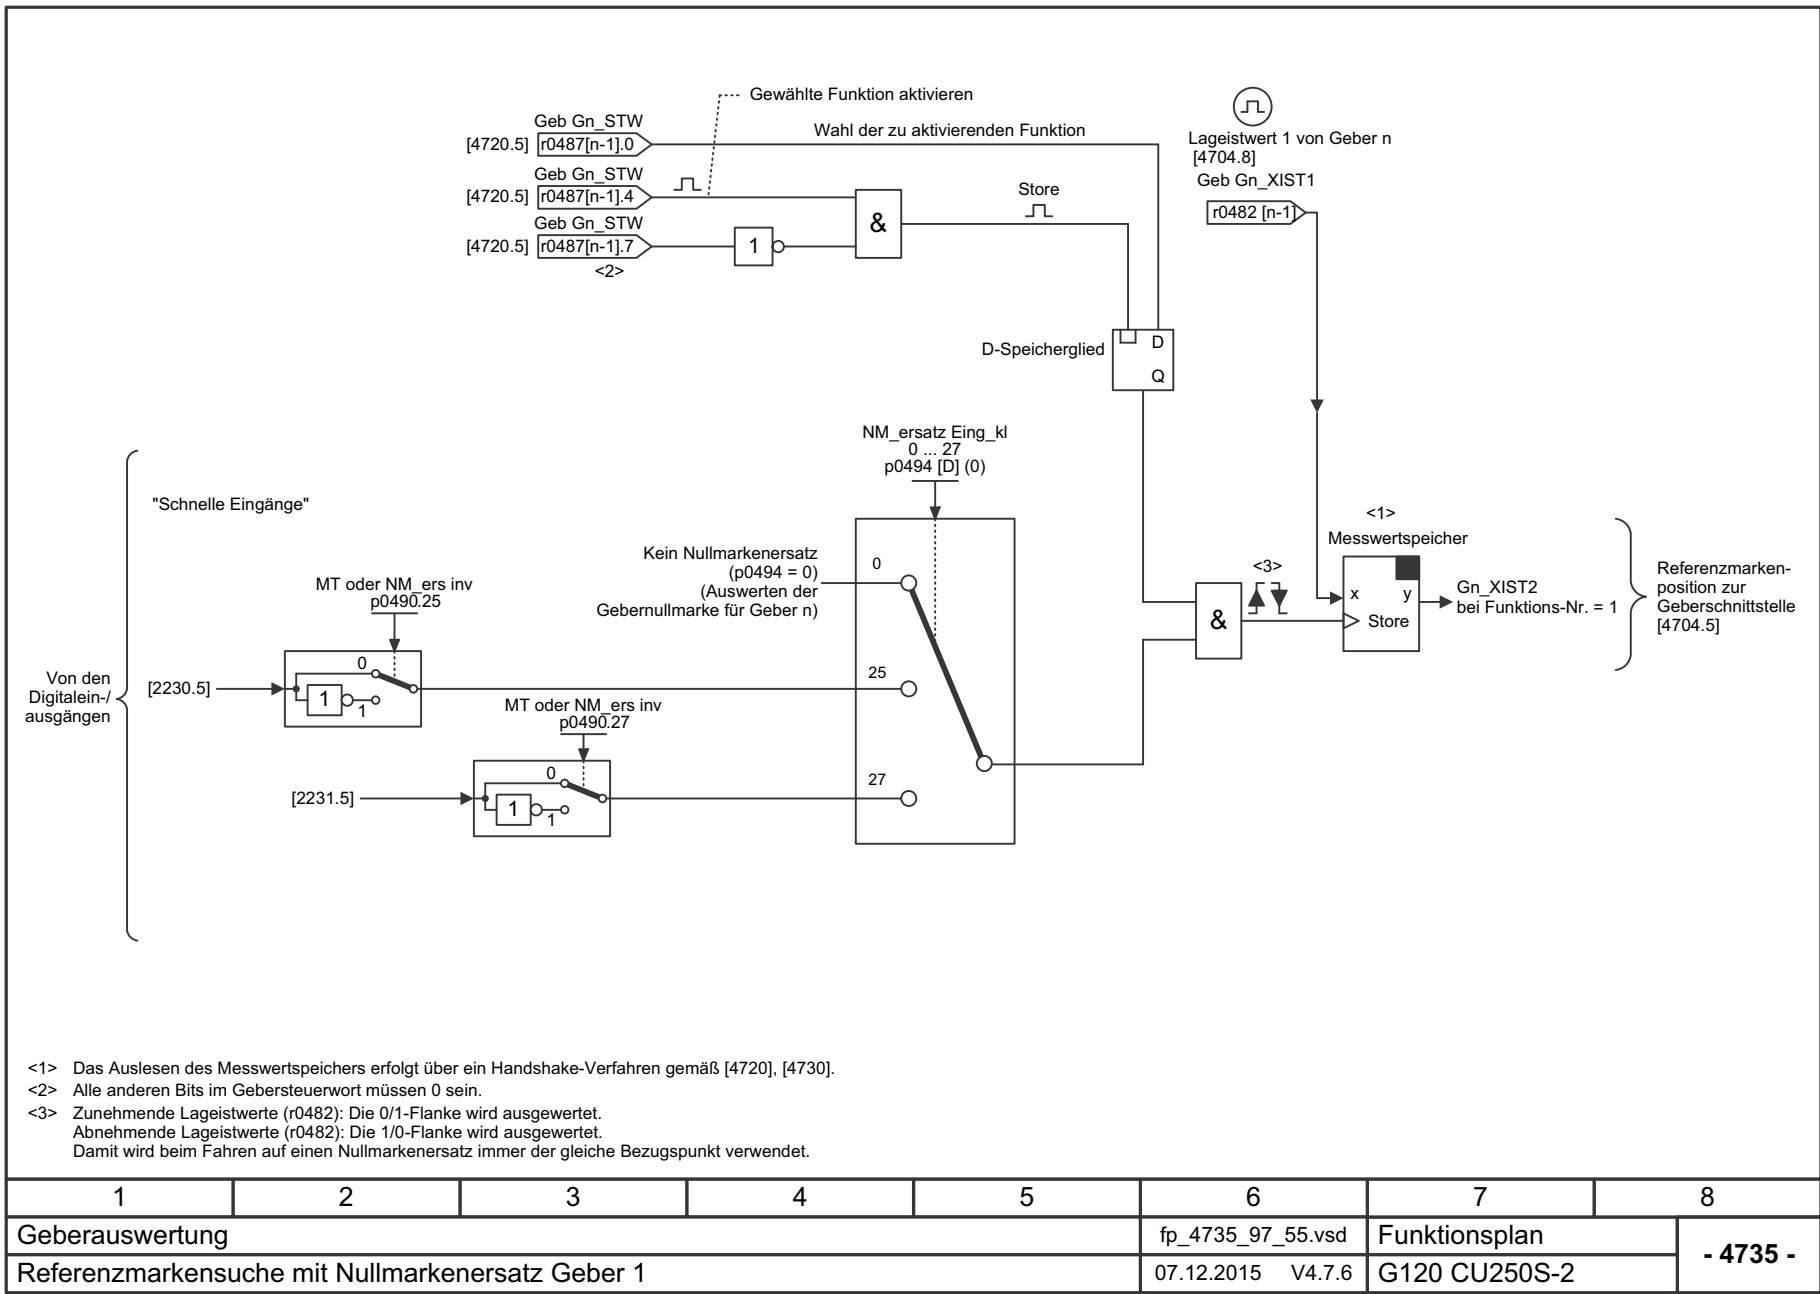 Gewählte Funktion aktivieren
Geb Gn_STW
[4720.5] r0487[n-1].0
Wahl der zu aktivierenden Funktion
Geb Gn_STW
[4720.5] r0487[n-1].4
Geb Gn_STW
[4720.5] r0487[n-1].7
<2>
1
&
Store
Lageistwert 1 von Geber n
[4704.8]
Geb Gn_XIST1
r0482 [n-1]
D-Speicherglied
D
Q
NM_ersatz Eing_kl
0 ... 27
p0494 [D] (0)
"Schnelle Eingänge"
Kein Nullmarkenersatz
(p0494 = 0)
(Auswerten der
Gebernullmarke für Geber n)
0
25
27
MT oder NM_ers inv
p0490.25
Von den
Digitalein-/
ausgängen
[2230.5]
0
1
1
MT oder NM_ers inv
p0490.27
[2231.5]
0
1
1
&
<3>
<1>
Messwertspeicher
x
y
Store
Gn_XIST2
bei Funktions-Nr. = 1
Referenzmarken-
position zur
Geberschnittstelle
[4704.5]
<1> Das Auslesen des Messwertspeichers erfolgt über ein Handshake-Verfahren gemäß [4720], [4730].
<2> Alle anderen Bits im Gebersteuerwort müssen 0 sein.
<3> Zunehmende Lageistwerte (r0482): Die 0/1-Flanke wird ausgewertet.
Abnehmende Lageistwerte (r0482): Die 1/0-Flanke wird ausgewertet.
Damit wird beim Fahren auf einen Nullmarkenersatz immer der gleiche Bezugspunkt verwendet.
1 2 3 4 5 6 7 8
Geberauswertung
fp_4735_97_55.vsd
Funktionsplan
- 4735 -
Referenzmarkensuche mit Nullmarkenersatz Geber 1
07.12.2015 V4.7.6
G120 CU250S-2